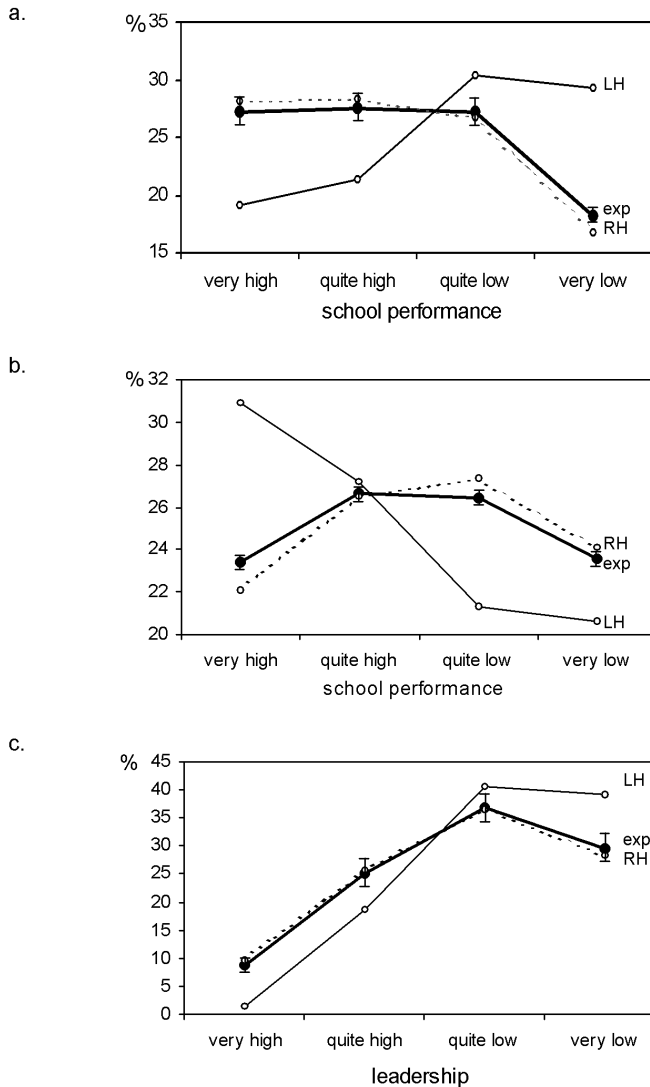 a.
%
35
30
25
20
15
LH
exp
RH
very high quite high quite low very low
school performance
b.
%
32
30
28
26
24
22
20
RH
exp
LH
very high quite high quite low very low
school performance
c.
%
45
40
35
30
25
20
15
10
5
0
LH
exp
RH
very high quite high quite low very low
leadership